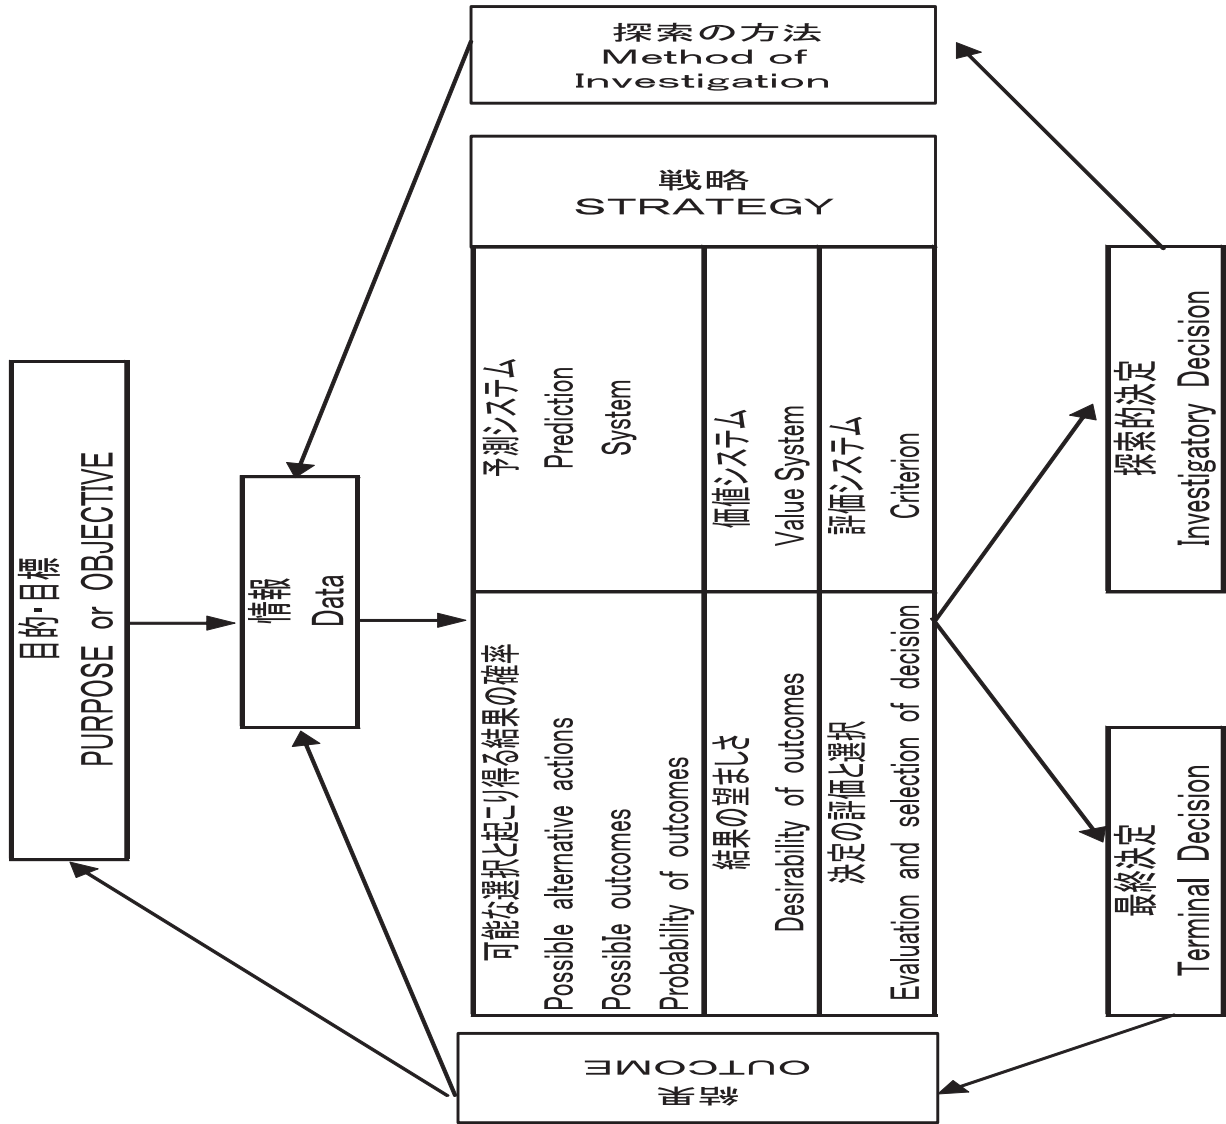 探索の方法
Method of
Investigation
戦略
STRATEGY
目的・目標
PURPOSE or OBJECTIVE
情報
Data
予測システム
Prediction
System
可能な選択と起こり得る結果の確率
Possible alternative actions
Possible outcomes
Probability of outcomes
価値システム
Value System
結果の望ましさ
Desirability of outcomes
評価システム
Criterion
決定の評価と選択
Evaluation and selection of decision
探索的決定
Investigatory Decision
最終決定
Terminal Decision
結果
OUTCOME